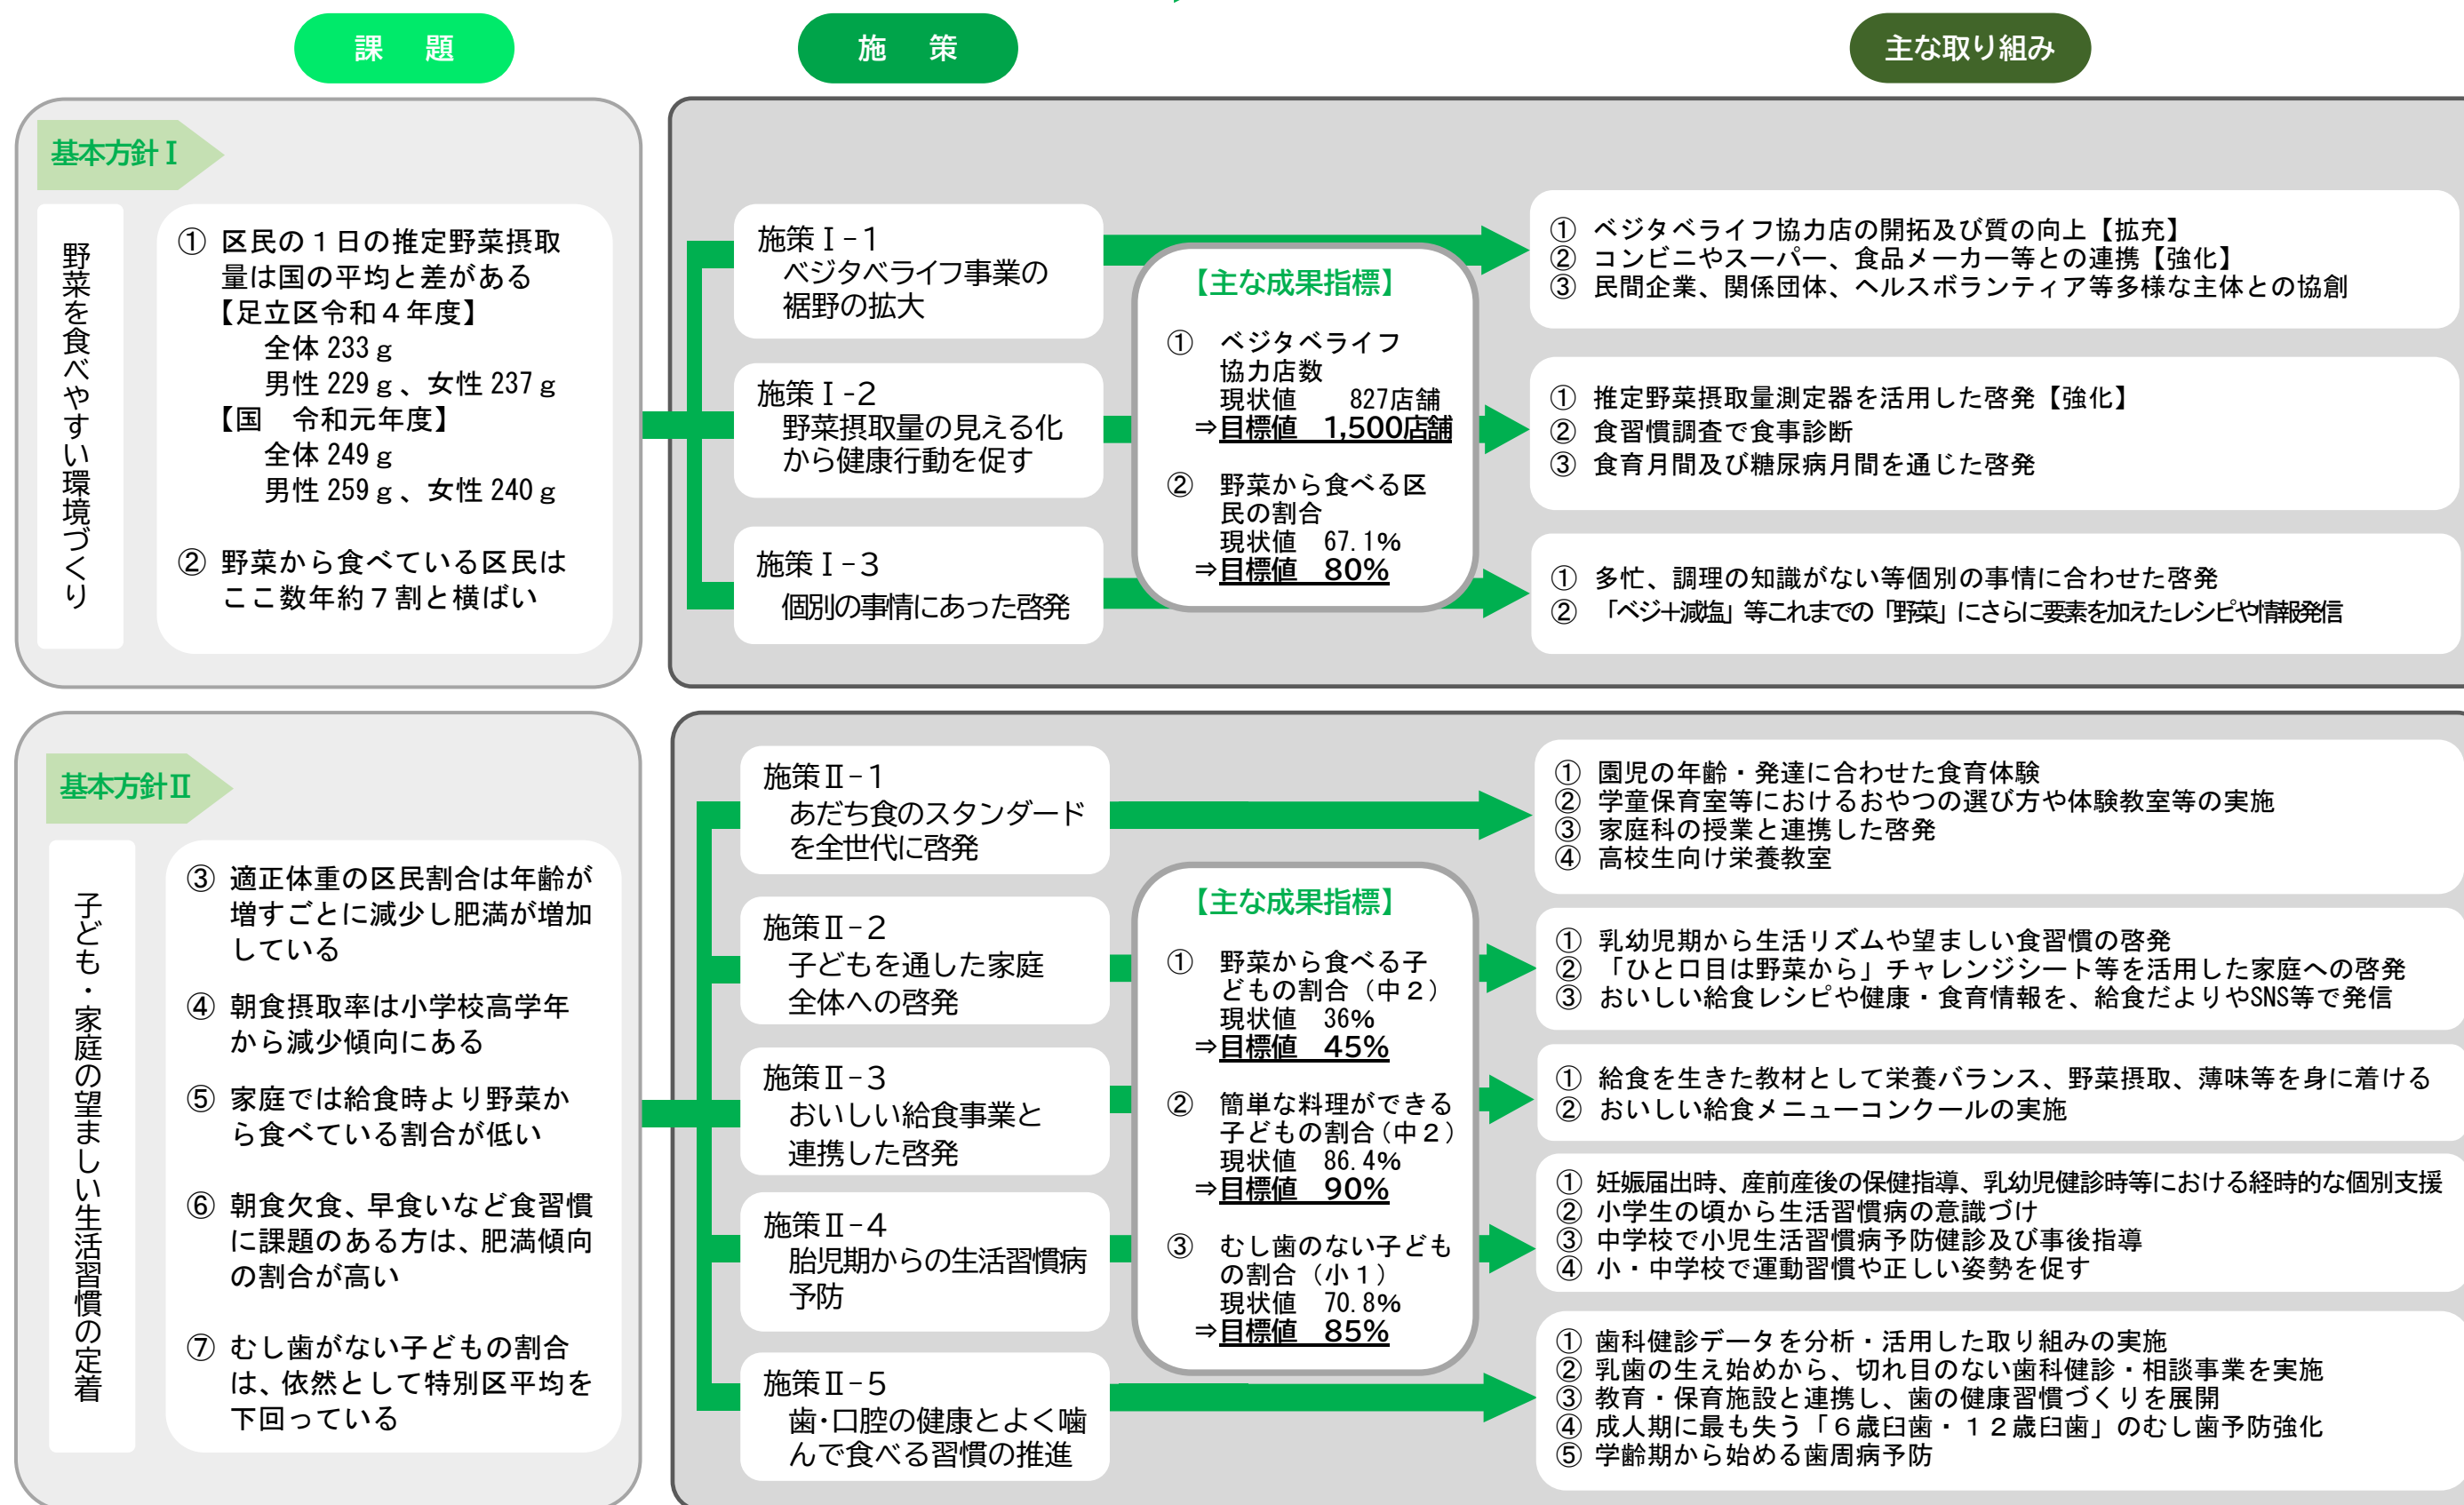 課　題
施　策
主な取り組み
基本方針Ⅰ
野菜を食べやすい環境づくり
① 区民の１日の推定野菜摂取
量は国の平均と差がある
【足立区令和４年度】
全体 233ｇ
男性 229ｇ、女性 237ｇ
【国　令和元年度】
全体 249ｇ
男性 259ｇ、女性 240ｇ
② 野菜から食べている区民は
ここ数年約７割と横ばい
施策Ⅰ-1
ベジタベライフ事業の
裾野の拡大
施策Ⅰ-2
野菜摂取量の見える化
から健康行動を促す
施策Ⅰ-3
個別の事情にあった啓発
【主な成果指標】
①　ベジタベライフ
協力店数
現状値　827店舗
⇒目標値　1,500店舗
②　野菜から食べる区
民の割合
現状値　67.1%
⇒目標値　80%
① ベジタベライフ協力店の開拓及び質の向上【拡充】
② コンビニやスーパー、食品メーカー等との連携【強化】
③ 民間企業、関係団体、ヘルスボランティア等多様な主体との協創
① 推定野菜摂取量測定器を活用した啓発【強化】
② 食習慣調査で食事診断
③ 食育月間及び糖尿病月間を通じた啓発
① 多忙、調理の知識がない等個別の事情に合わせた啓発
② 「ベジ＋減塩」等これまでの「野菜」にさらに要素を加えたレシピや情報発信
基本方針Ⅱ
子ども・家庭の望ましい生活習慣の定着
③ 適正体重の区民割合は年齢が
増すごとに減少し肥満が増加
している
④ 朝食摂取率は小学校高学年
から減少傾向にある
⑤ 家庭では給食時より野菜か
ら食べている割合が低い
⑥ 朝食欠食、早食いなど食習慣
に課題のある方は、肥満傾向
の割合が高い
⑦ むし歯がない子どもの割合
は、依然として特別区平均を
下回っている
施策Ⅱ-1
あだち食のスタンダード
を全世代に啓発
施策Ⅱ-2
子どもを通した家庭
全体への啓発
施策Ⅱ-3
おいしい給食事業と
連携した啓発
施策Ⅱ-4
胎児期からの生活習慣病
予防
施策Ⅱ-5
歯・口腔の健康とよく噛
んで食べる習慣の推進
【主な成果指標】
①　野菜から食べる子
どもの割合（中２）
現状値　36%
⇒目標値　45%
②　簡単な料理ができる
子どもの割合（中２）
現状値　86.4%
⇒目標値　90%
③　むし歯のない子ども
の割合（小１）
現状値　70.8%
⇒目標値　85%
① 園児の年齢・発達に合わせた食育体験
② 学童保育室等におけるおやつの選び方や体験教室等の実施
③ 家庭科の授業と連携した啓発
④ 高校生向け栄養教室
① 乳幼児期から生活リズムや望ましい食習慣の啓発
② 「ひと口目は野菜から」チャレンジシート等を活用した家庭への啓発
③ おいしい給食レシピや健康・食育情報を、給食だよりやSNS等で発信
① 給食を生きた教材として栄養バランス、野菜摂取、薄味等を身に着ける
② おいしい給食メニューコンクールの実施
① 妊娠届出時、産前産後の保健指導、乳幼児健診時等における経時的な個別支援
② 小学生の頃から生活習慣病の意識づけ
③ 中学校で小児生活習慣病予防健診及び事後指導
④ 小・中学校で運動習慣や正しい姿勢を促す
① 歯科健診データを分析・活用した取り組みの実施
② 乳歯の生え始めから、切れ目のない歯科健診・相談事業を実施
③ 教育・保育施設と連携し、歯の健康習慣づくりを展開
④ 成人期に最も失う「６歳臼歯・１２歳臼歯」のむし歯予防強化
⑤ 学齢期から始める歯周病予防